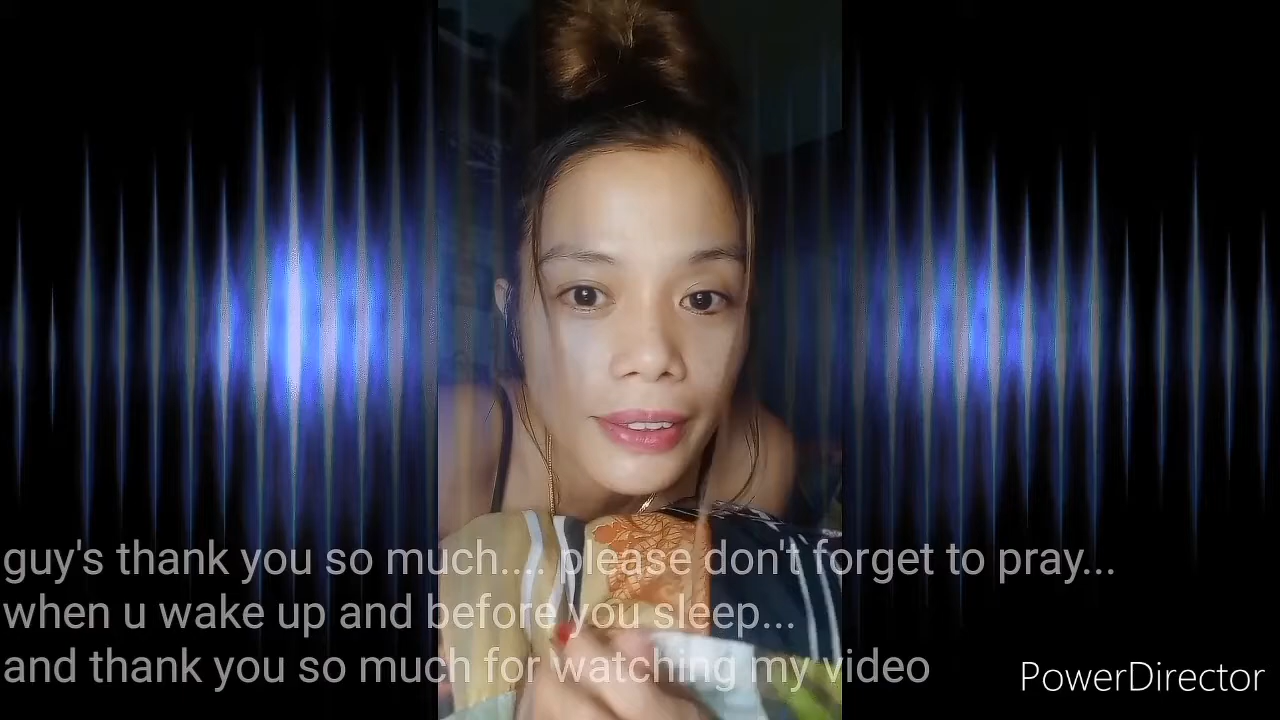 guy's thank you so much.... please don't forget to pray...
when u wake up and before you sleep...
and thank you so much for watching my video
PowerDirector